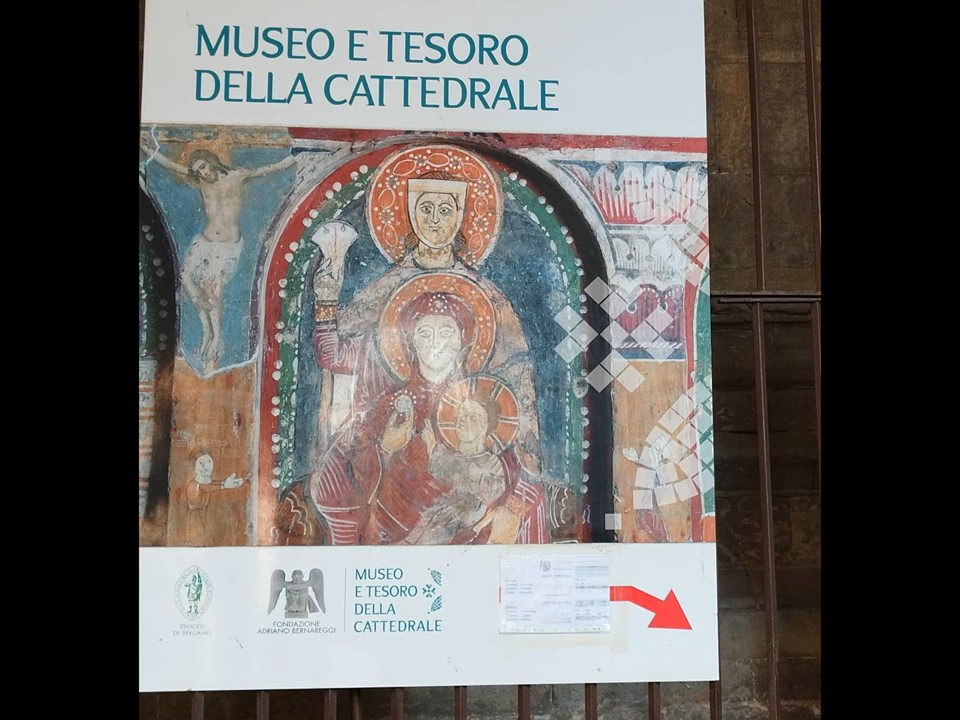 MUSEO E TESORO
DELLA CATTEDRALE
DIOCESI
DI BERGAMO
FONDAZIONE
ADRIANO BERNAREGGI
MUSEO
E TESORO
DELLA
CATTEDRALE